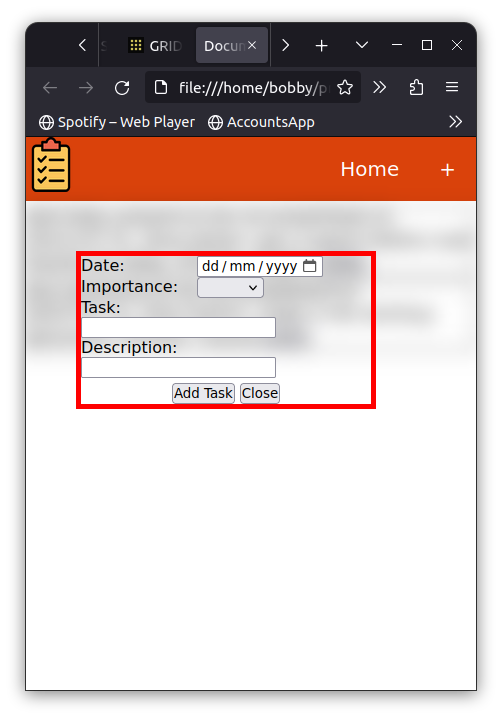 GRID Docun
file:///home/bobby/p
Spotify – Web Player AccountsApp
Home +
Date: dd/mm/yyyy
Importance:
Task:
Description:
Add Task Close